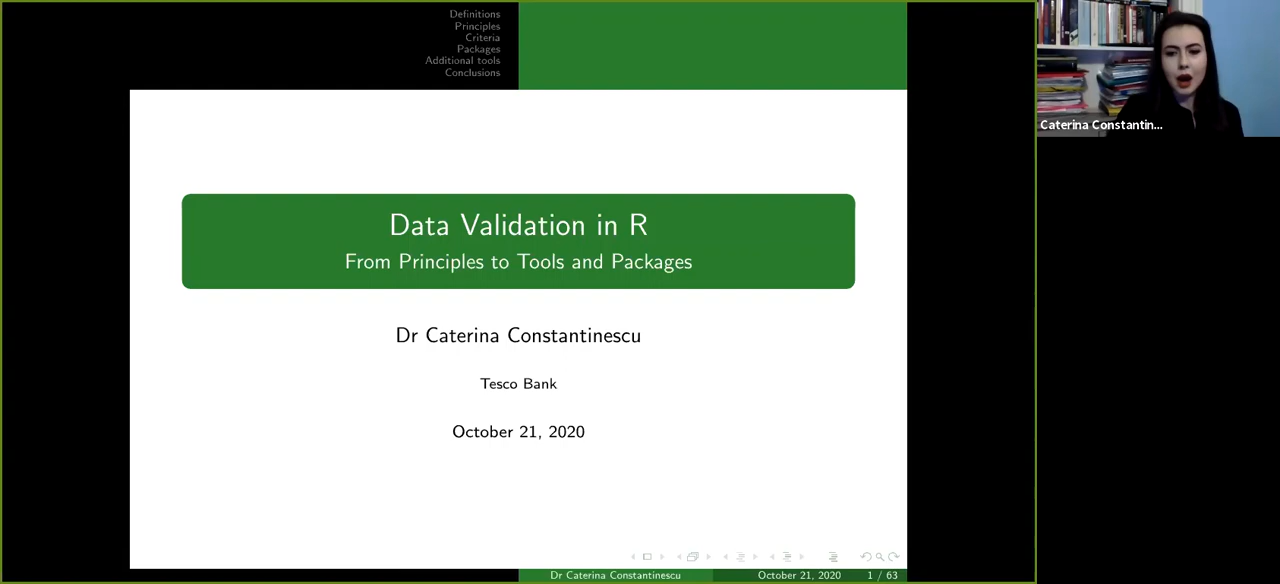 Definitions
Principles
Criteria
Packages
Additional tools
Conclusions
Caterina Constantin...
Data Validation in R
From Principles to Tools and Packages
Dr Caterina Constantinescu
Tesco Bank
October 21, 2020
Dr Caterina Constantinescu October 21, 2020 1 / 63